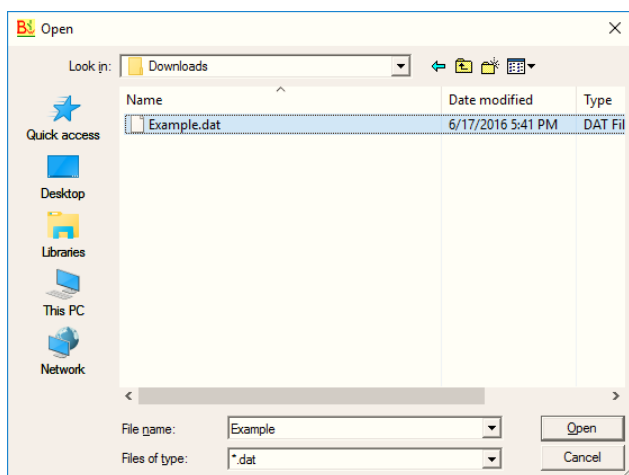 Open
Look in: Downloads
Name Date modified Type
Example.dat 6/17/2016 5:41 PM DAT Fil
Quick access
Desktop
Libraries
This PC
Network
File name: Example Open
Files of type: *.dat Cancel